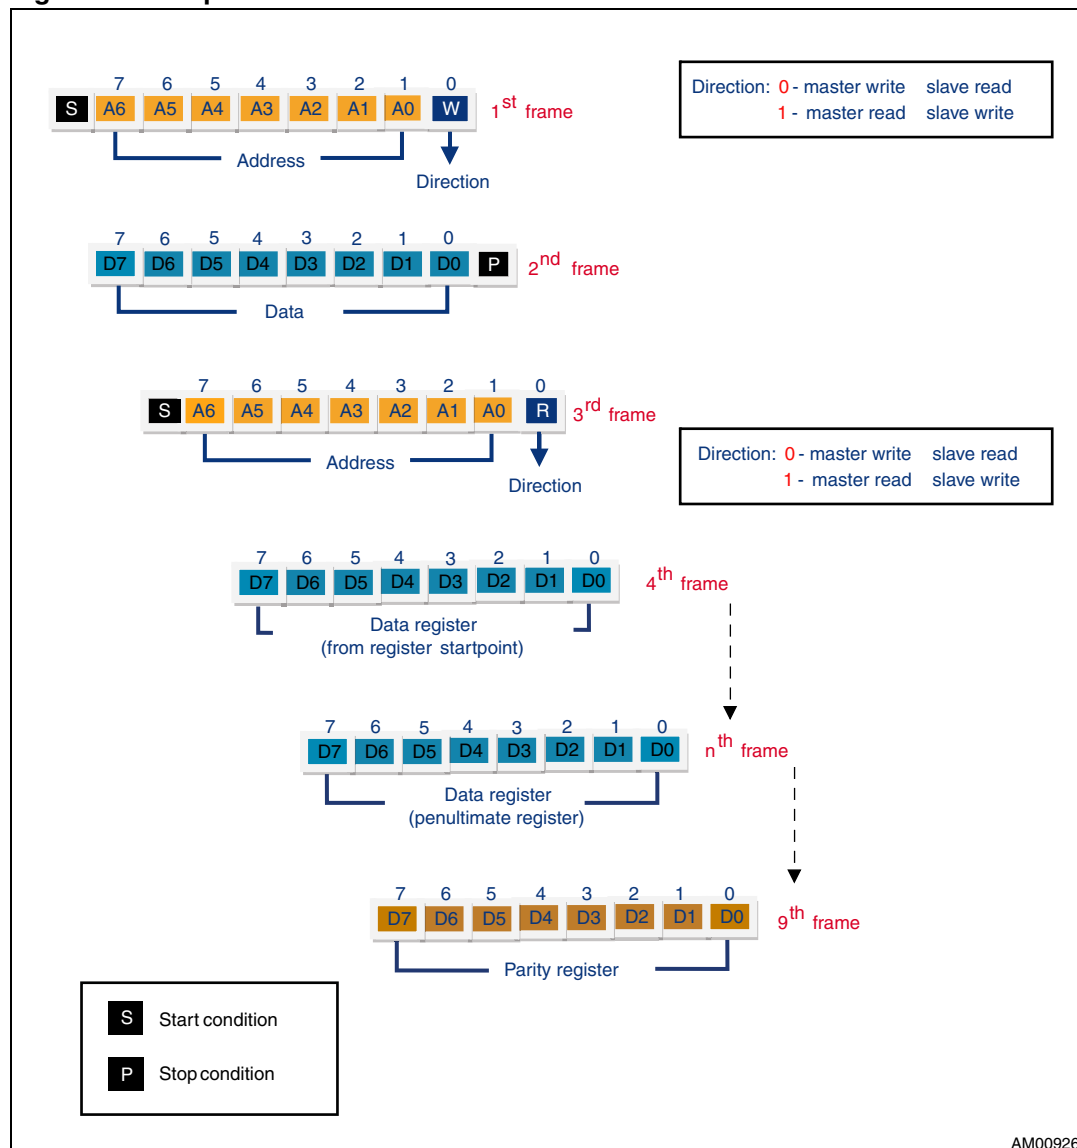 7 6 5 4 3 2 1 0
S A6 A5 A4 A3 A2 A1 A0 W 1st frame
Address
Direction
Direction: 0 - master write slave read
1 - master read slave write
7 6 5 4 3 2 1 0
D7 D6 D5 D4 D3 D2 D1 D0 P 2nd frame
Data
7 6 5 4 3 2 1 0
S A6 A5 A4 A3 A2 A1 A0 R 3rd frame
Address
Direction
Direction: 0 - master write slave read
1 - master read slave write
7 6 5 4 3 2 1 0
D7 D6 D5 D4 D3 D2 D1 D0 4th frame
Data register
(from register startpoint)
7 6 5 4 3 2 1 0
D7 D6 D5 D4 D3 D2 D1 D0 nth frame
Data register
(penultimate register)
7 6 5 4 3 2 1 0
D7 D6 D5 D4 D3 D2 D1 D0 9th frame
Parity register
S Start condition
P Stop condition
AM00926